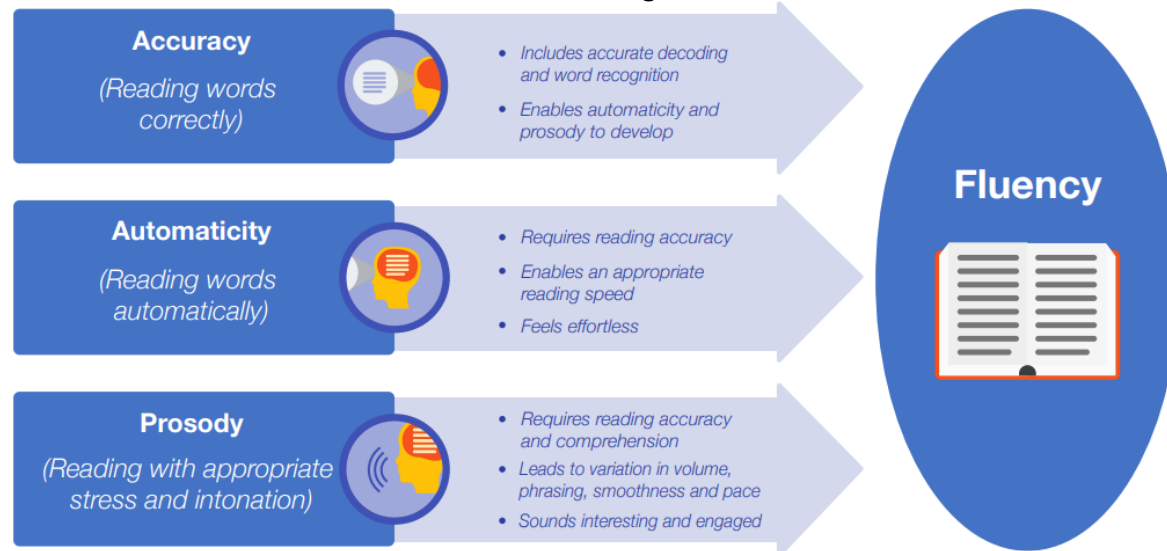 Accuracy
(Reading words
correctly)
• Includes accurate decoding
and word recognition
• Enables automaticity and
prosody to develop
Automaticity
(Reading words
automatically)
• Requires reading accuracy
• Enables an appropriate
reading speed
• Feels effortless
Prosody
(Reading with appropriate
stress and intonation)
• Requires reading accuracy
and comprehension
• Leads to variation in volume,
phrasing, smoothness and pace
• Sounds interesting and engaged
Fluency